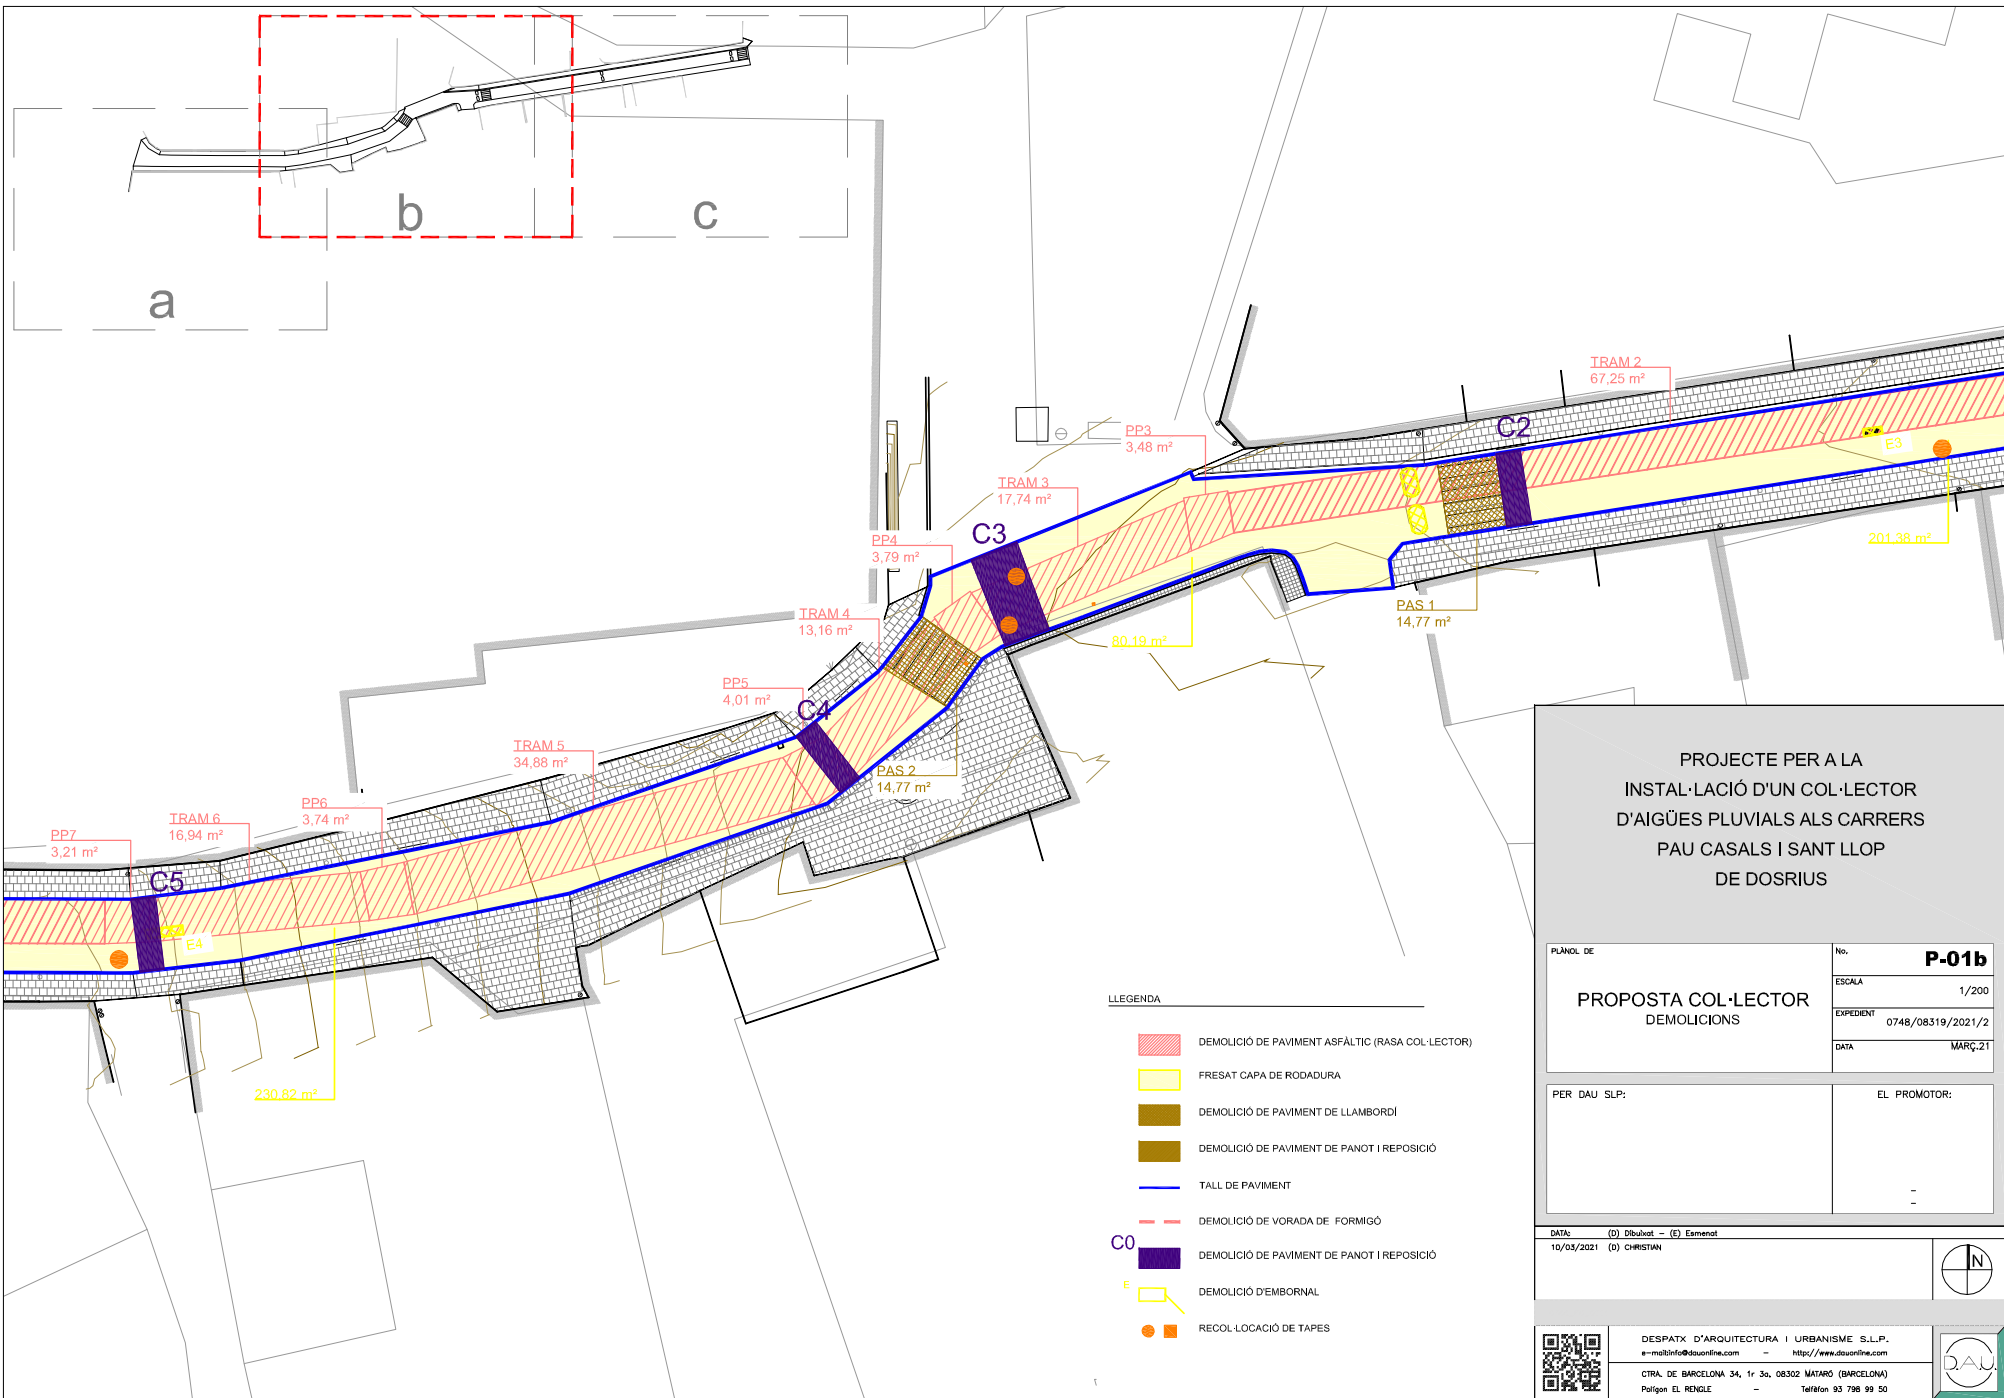 a
b
c
TRAM 2
67,25 m²
C2
E3
201,38 m²
PP3
3,48 m²
TRAM 3
17,74 m²
C3
PP4
3,79 m²
TRAM 4
13,16 m²
PAS 1
14,77 m²
80,19 m²
PP5
4,01 m²
C4
TRAM 5
34,88 m²
PAS 2
14,77 m²
PP6
3,74 m²
TRAM 6
16,94 m²
PP7
3,21 m²
C5
E4
230,82 m²
LLEGENDA
DEMOLICIÓ DE PAVIMENT ASFÀLTIC (RASA COL·LECTOR)
FRESAT CAPA DE RODADURA
DEMOLICIÓ DE PAVIMENT DE LLAMBORDÍ
DEMOLICIÓ DE PAVIMENT DE PANOT I REPOSICIÓ
TALL DE PAVIMENT
DEMOLICIÓ DE VORADA DE FORMIGÓ
C0
DEMOLICIÓ DE PAVIMENT DE PANOT I REPOSICIÓ
E
DEMOLICIÓ D'EMBORNAL
RECOL·LOCACIÓ DE TAPES
PROJECTE PER A LA
INSTAL·LACIÓ D'UN COL·LECTOR
D'AIGÜES PLUVIALS ALS CARRERS
PAU CASALS I SANT LLOP
DE DOSRIUS
PLÀNOL DE
PROPOSTA COL·LECTOR
DEMOLICIONS
No.
P-01b
ESCALA
1/200
EXPEDIENT
0748/08319/2021/2
DATA
MARÇ.21
PER DAU SLP:
EL PROMOTOR:
-
-
DATA: (D) Dibuixat - (E) Esmenat
10/03/2021 (D) CHRISTIAN
N
DESPATX D'ARQUITECTURA I URBANISME S.L.P.
e-mail:info@dauonline.com - http://www.dauonline.com
CTRA. DE BARCELONA 34, 1r 3a, 08302 MATARÓ (BARCELONA)
Polígon EL RENGLE - Telèfon 93 798 99 50
D.A.U.